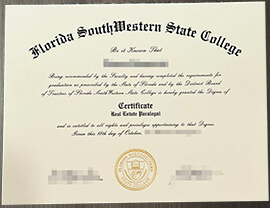 Florida SouthWestern State College
Be it Known That
Being recommended by the Faculty and having completed the requirements for
graduation as prescribed by the State of Florida and by the District Board
of Trustees of Florida SouthWestern State College is hereby granted the Degree of
Certificate
Real Estate Paralegal
and is entitled to all rights and privileges appertaining to that Degree.
Given this 16th day of October,